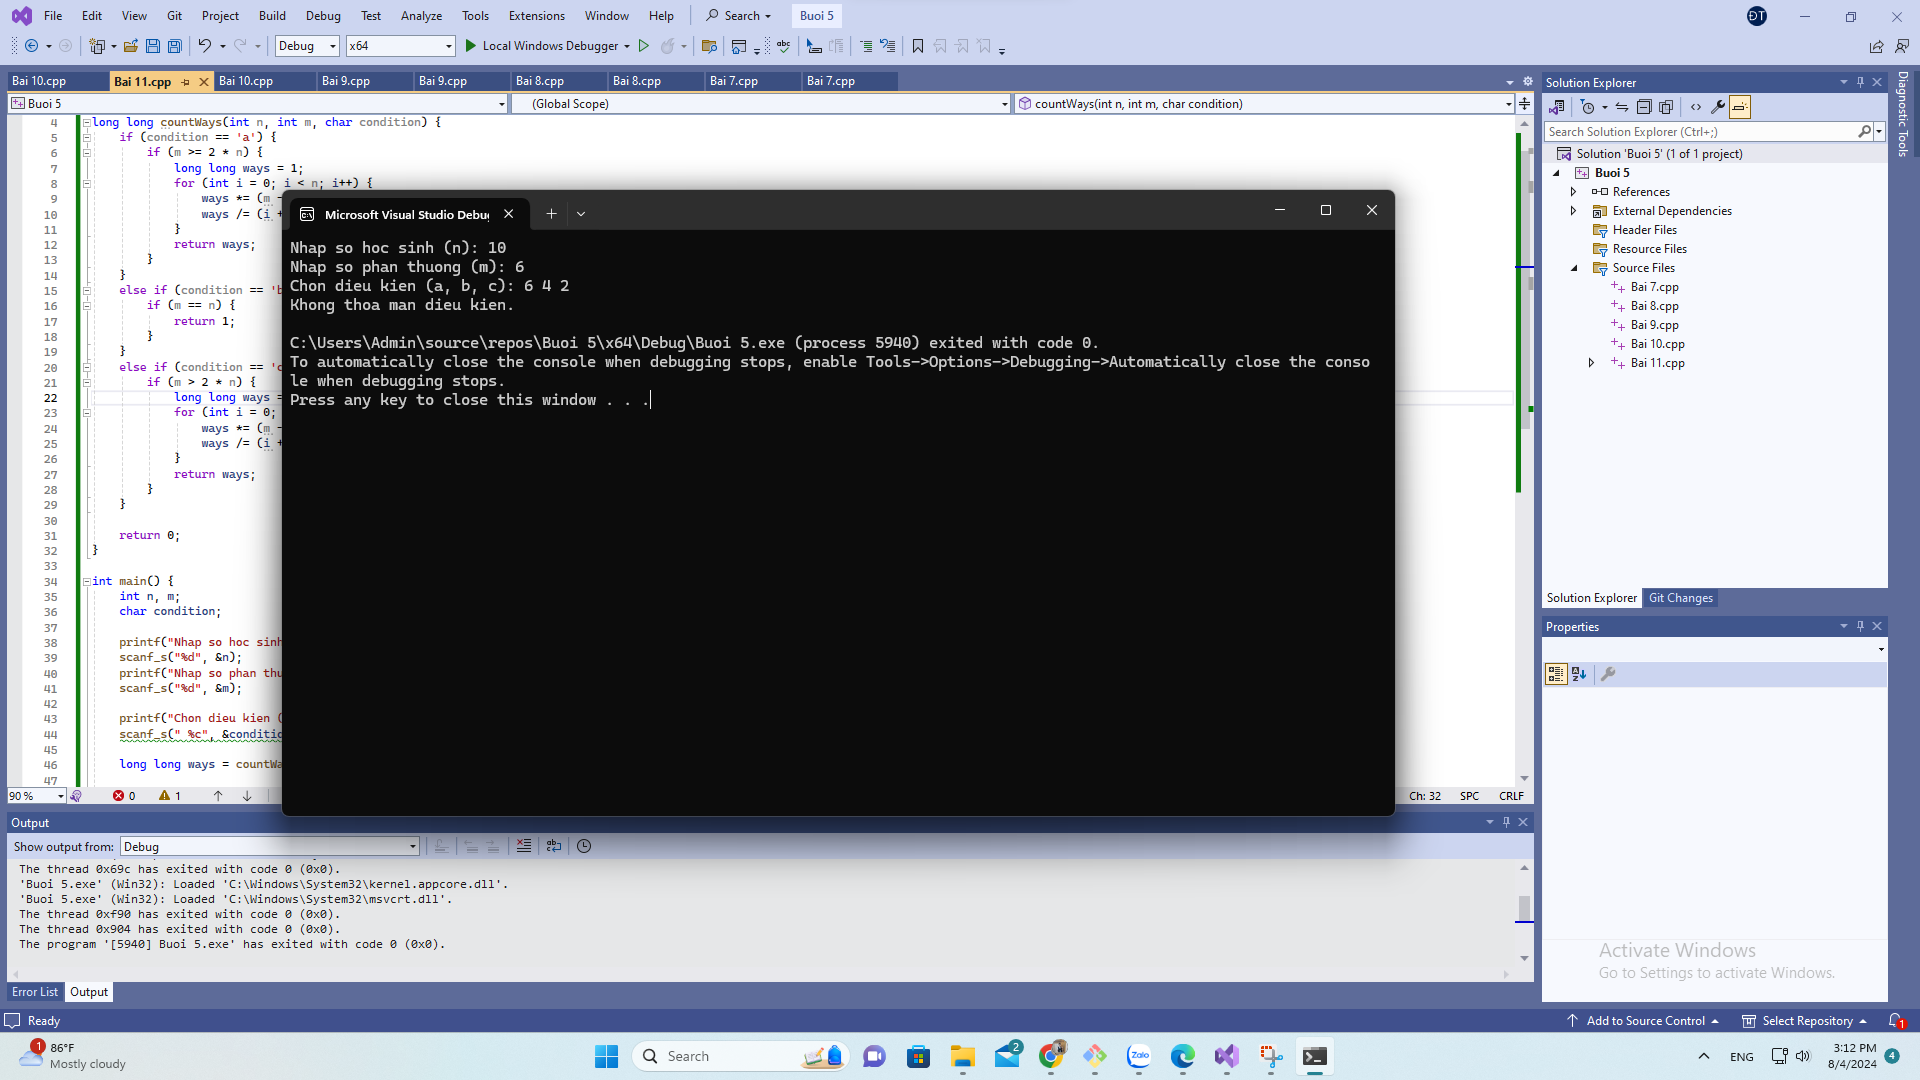 File Edit View Git Project Build Debug Test Analyze Tools Extensions Window Help Search Buoi 5 ĐT
Debug x64 Local Windows Debugger
Bai 10.cpp Bai 11.cpp Bai 10.cpp Bai 9.cpp Bai 9.cpp Bai 8.cpp Bai 8.cpp Bai 7.cpp Bai 7.cpp
Buoi 5 (Global Scope) countWays(int n, int m, char condition)
4 long long countWays(int n, int m, char condition) {
5 if (condition == 'a') {
6 if (m >= 2 * n) {
7 long long ways = 1;
8 for (int i = 0; i < n; i++) {
9 ways *= (m -
10 ways /= (i +
11 }
12 return ways;
13 }
14 }
15 else if (condition == 'b
16 if (m == n) {
17 return 1;
18 }
19 }
20 else if (condition == 'c
21 if (m > 2 * n) {
22 long long ways =
23 for (int i = 0;
24 ways *= (m -
25 ways /= (i +
26 }
27 return ways;
28 }
29 }
30
31 return 0;
32 }
33
34 int main() {
35 int n, m;
36 char condition;
37
38 printf("Nhap so hoc sinh
39 scanf_s("%d", &n);
40 printf("Nhap so phan thu
41 scanf_s("%d", &m);
42
43 printf("Chon dieu kien (
44 scanf_s(" %c", &conditio
45
46 long long ways = countWa
47
Microsoft Visual Studio Debug
Nhap so hoc sinh (n): 10
Nhap so phan thuong (m): 6
Chon dieu kien (a, b, c): 6 4 2
Khong thoa man dieu kien.
C:\Users\Admin\source\repos\Buoi 5\x64\Debug\Buoi 5.exe (process 5940) exited with code 0.
To automatically close the console when debugging stops, enable Tools->Options->Debugging->Automatically close the conso
le when debugging stops.
Press any key to close this window . . .
90 % 0 1 Ch: 32 SPC CRLF
Output
Show output from: Debug
The thread 0x69c has exited with code 0 (0x0).
'Buoi 5.exe' (Win32): Loaded 'C:\Windows\System32\kernel.appcore.dll'.
'Buoi 5.exe' (Win32): Loaded 'C:\Windows\System32\msvcrt.dll'.
The thread 0xf90 has exited with code 0 (0x0).
The thread 0x904 has exited with code 0 (0x0).
The program '[5940] Buoi 5.exe' has exited with code 0 (0x0).
Error List Output
Solution Explorer
Search Solution Explorer (Ctrl+;)
Solution 'Buoi 5' (1 of 1 project)
Buoi 5
References
External Dependencies
Header Files
Resource Files
Source Files
Bai 7.cpp
Bai 8.cpp
Bai 9.cpp
Bai 10.cpp
Bai 11.cpp
Solution Explorer Git Changes
Properties
Diagnostic Tools
Activate Windows
Go to Settings to activate Windows.
Ready Add to Source Control Select Repository 1
1 86°F
Mostly cloudy
Search 2 Zalo ENG
3:12 PM
8/4/2024 4